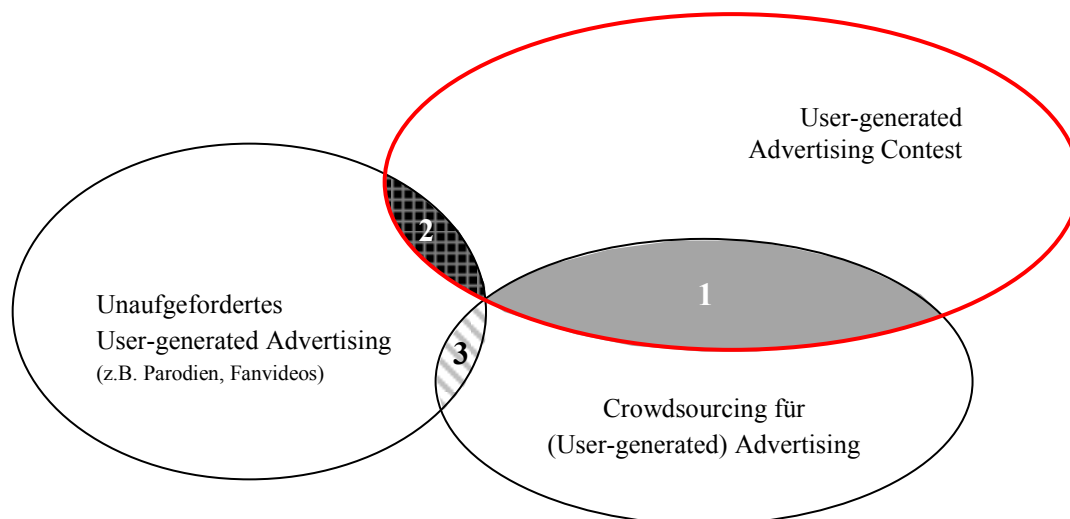 User-generated
Advertising Contest
2
1
Unaufgefordertes
User-generated Advertising
(z.B. Parodien, Fanvideos)
3
Crowdsourcing für
(User-generated) Advertising